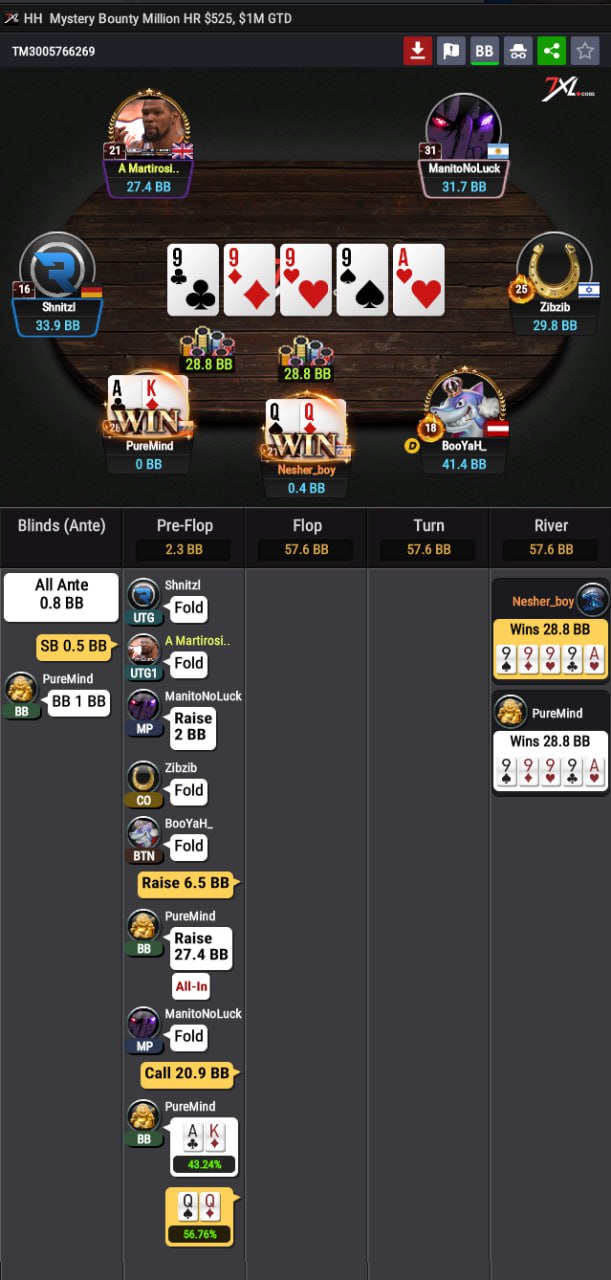 7XL HH Mystery Bounty Million HR $525, $1M GTD
TM3005766269
BB
7XL.com
21
A Martirosi..
27.4 BB
31
ManitoNoLuck
31.7 BB
16
Shnitzl
33.9 BB
9 9 9 9 A
25
Zibzib
29.8 BB
28.8 BB
28.8 BB
A K
WIN
PureMind
0 BB
Q Q
WIN
21
Nesher_boy
0.4 BB
18
D
BooYaH_
41.4 BB
Blinds (Ante)
Pre-Flop
Flop
Turn
River
2.3 BB
57.6 BB
57.6 BB
57.6 BB
All Ante
0.8 BB
SB 0.5 BB
PureMind
BB
BB 1 BB
Shnitzl
UTG
Fold
A Martirosi..
UTG1
Fold
ManitoNoLuck
MP
Raise
2 BB
Zibzib
CO
Fold
BooYaH_
BTN
Fold
Raise 6.5 BB
PureMind
BB
Raise
27.4 BB
All-In
ManitoNoLuck
MP
Fold
Call 20.9 BB
PureMind
BB
A K
43.24%
Q Q
56.76%
Nesher_boy
Wins 28.8 BB
9 9 9 9 A
PureMind
Wins 28.8 BB
9 9 9 9 A